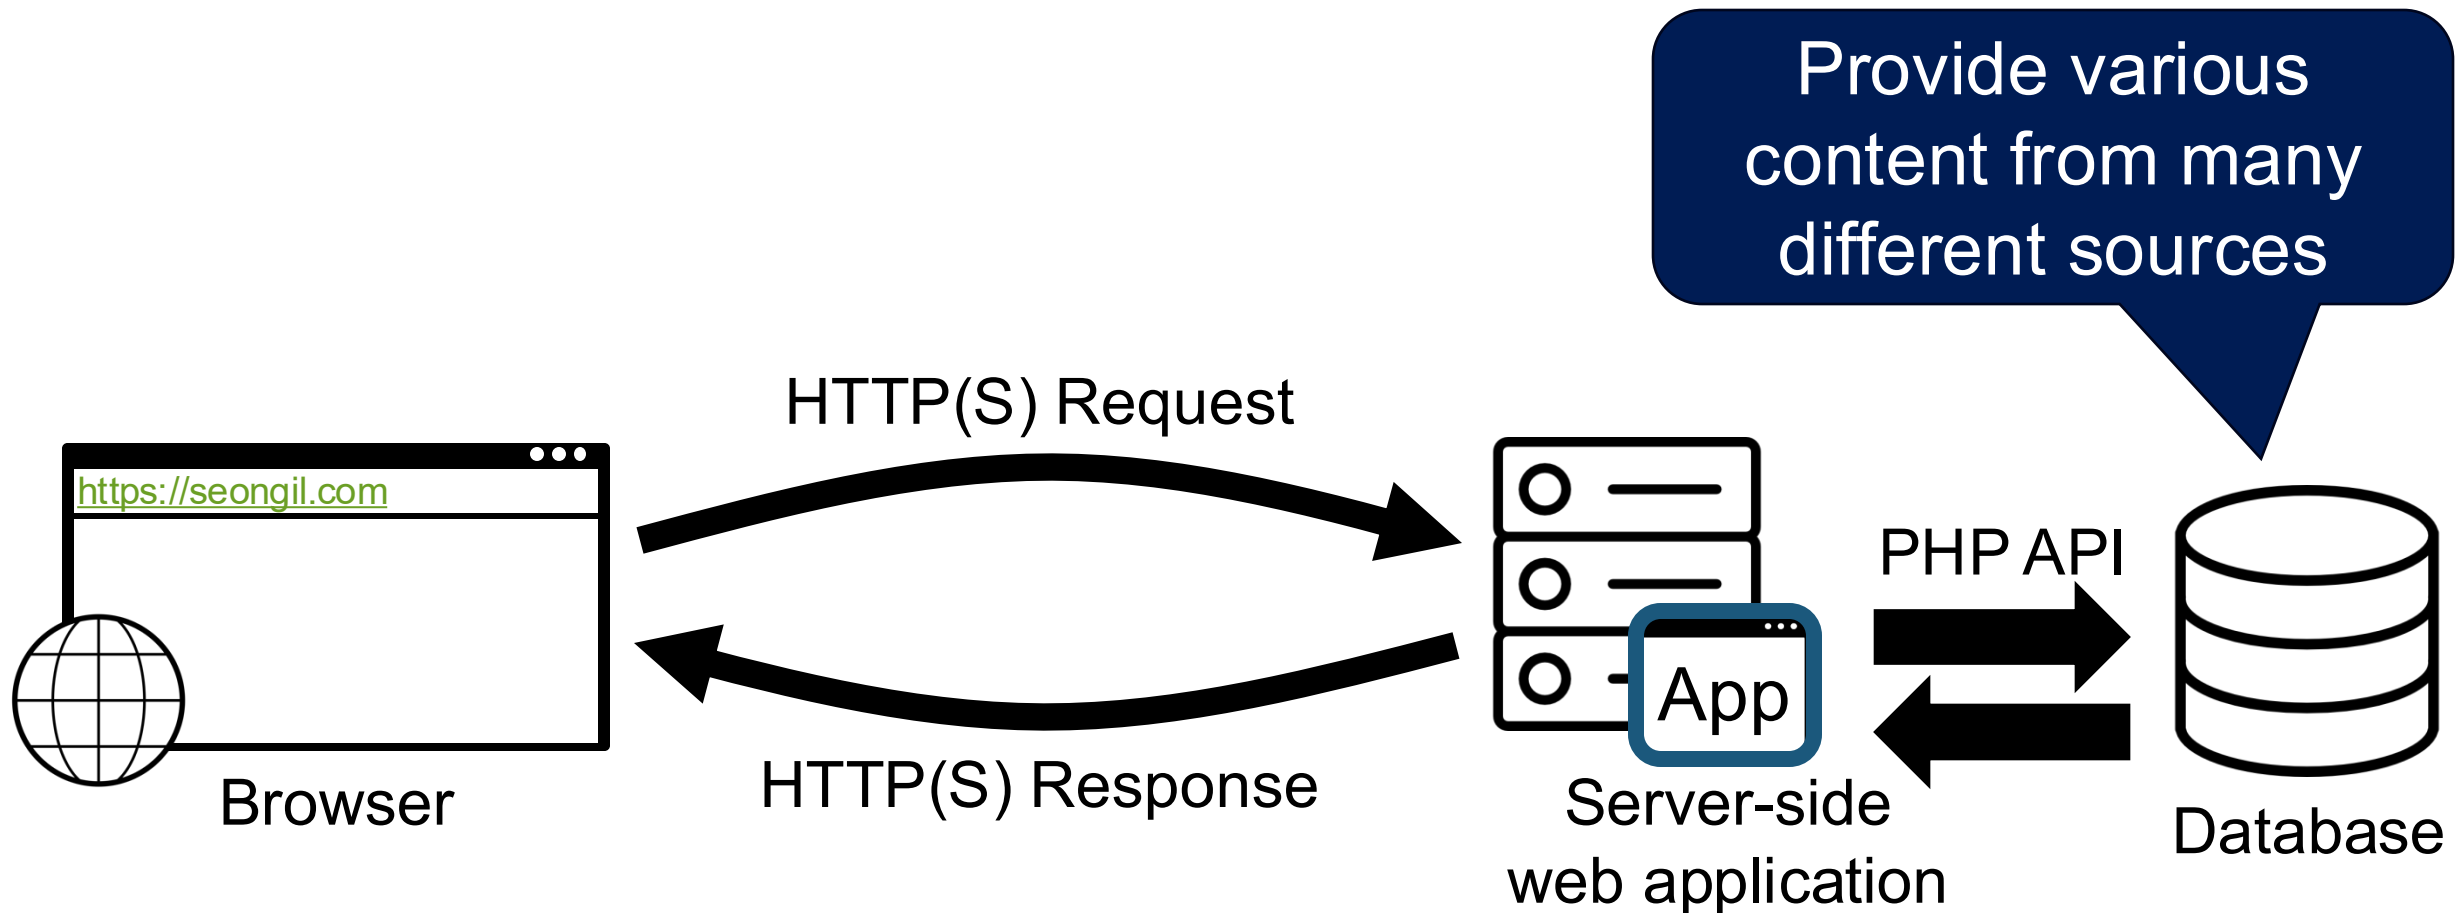 Provide various
content from many
different sources
HTTP(S) Request
https://seongil.com
PHP API
App
HTTP(S) Response
Browser
Server-side
web application
Database